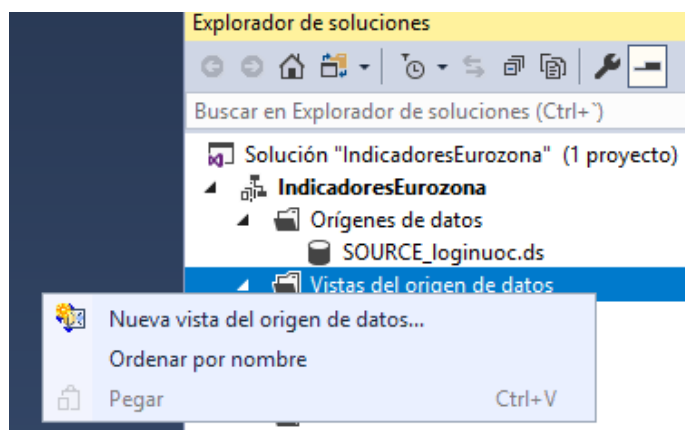 Explorador de soluciones
Buscar en Explorador de soluciones (Ctrl+`)
Solución "IndicadoresEurozona" (1 proyecto)
IndicadoresEurozona
Orígenes de datos
SOURCE_loginuoc.ds
Vistas del origen de datos
Nueva vista del origen de datos...
Ordenar por nombre
Pegar Ctrl+V